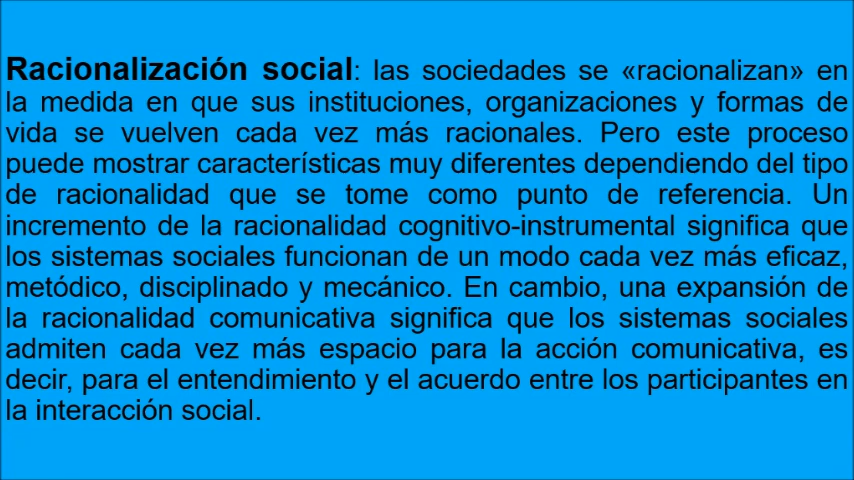 Racionalización social: las sociedades se «racionalizan» en
la medida en que sus instituciones, organizaciones y formas de
vida se vuelven cada vez más racionales. Pero este proceso
puede mostrar características muy diferentes dependiendo del tipo
de racionalidad que se tome como punto de referencia. Un
incremento de la racionalidad cognitivo-instrumental significa que
los sistemas sociales funcionan de un modo cada vez más eficaz,
metódico, disciplinado y mecánico. En cambio, una expansión de
la racionalidad comunicativa significa que los sistemas sociales
admiten cada vez más espacio para la acción comunicativa, es
decir, para el entendimiento y el acuerdo entre los participantes en
la interacción social.